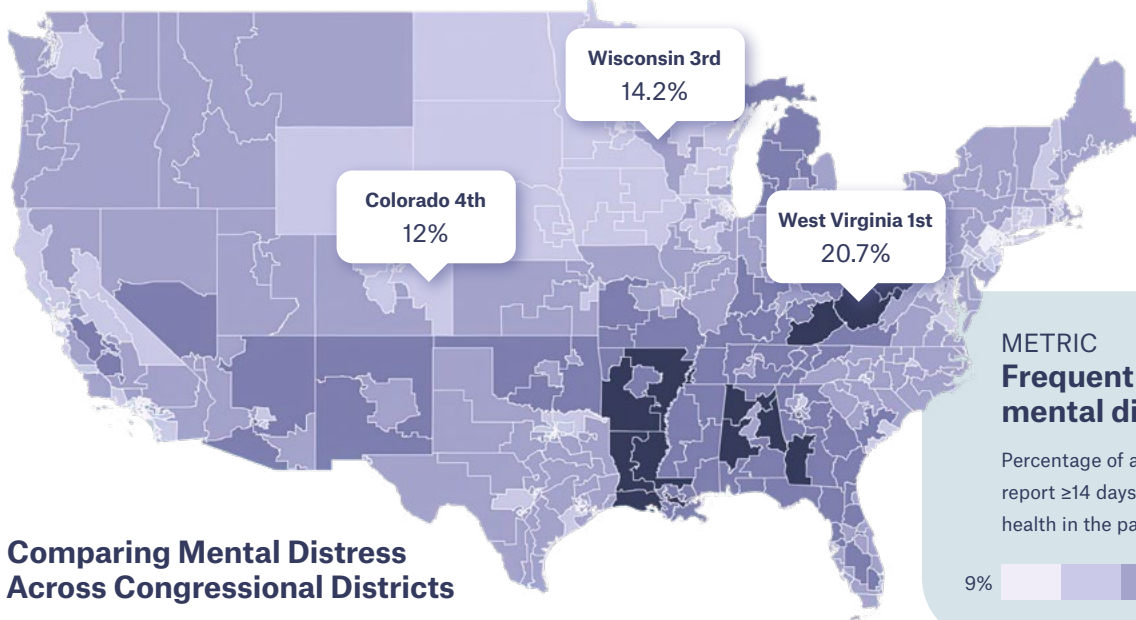 Wisconsin 3rd
14.2%
Colorado 4th
12%
West Virginia 1st
20.7%
METRIC
Frequent
mental di
Percentage of a
report ≥14 days
health in the pa
9%
Comparing Mental Distress
Across Congressional Districts